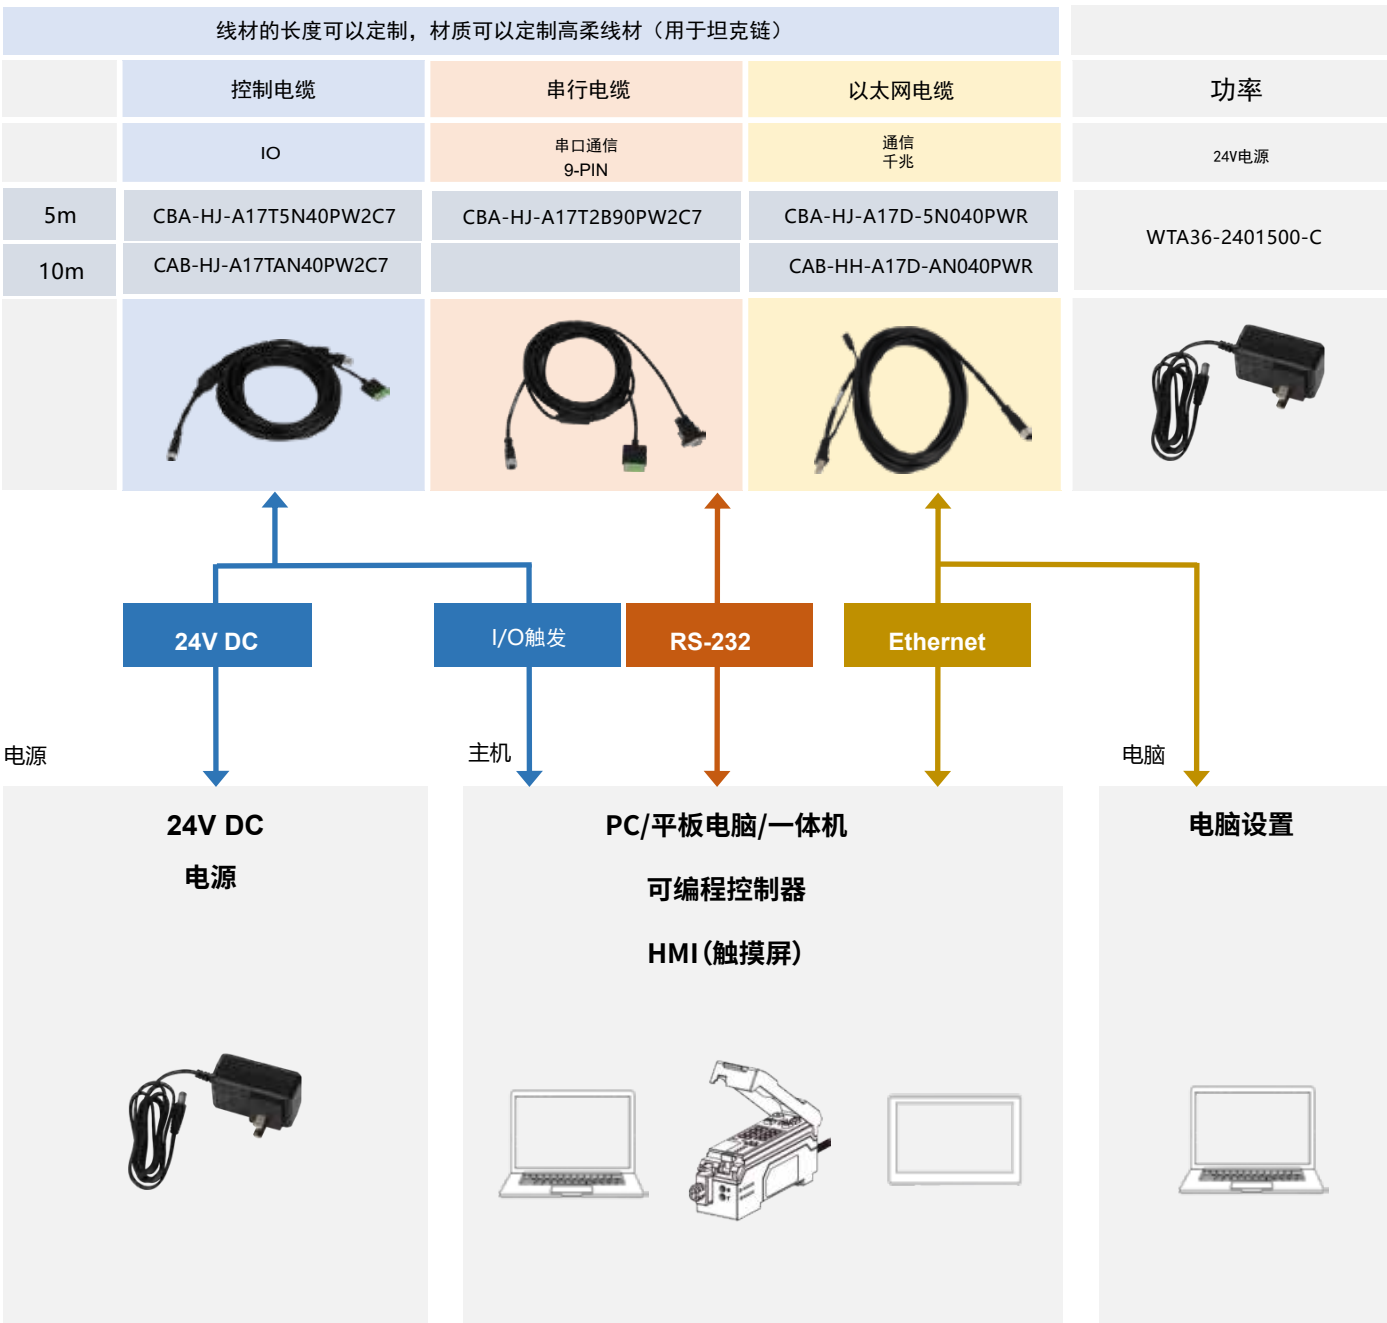 线材的长度可以定制，材质可以定制高柔线材（用于坦克链）
控制电缆
串行电缆
以太网电缆
功率
IO
串口通信
9-PIN
通信
千兆
24V电源
5m
CBA-HJ-A17T5N40PW2C7
CBA-HJ-A17T2B90PW2C7
CBA-HJ-A17D-5N040PWR
WTA36-2401500-C
10m
CAB-HJ-A17TAN40PW2C7
CAB-HH-A17D-AN040PWR
24V DC
I/O触发
RS-232
Ethernet
电源
主机
电脑
24V DC
电源
PC/平板电脑/一体机
可编程控制器
HMI（触摸屏）
电脑设置